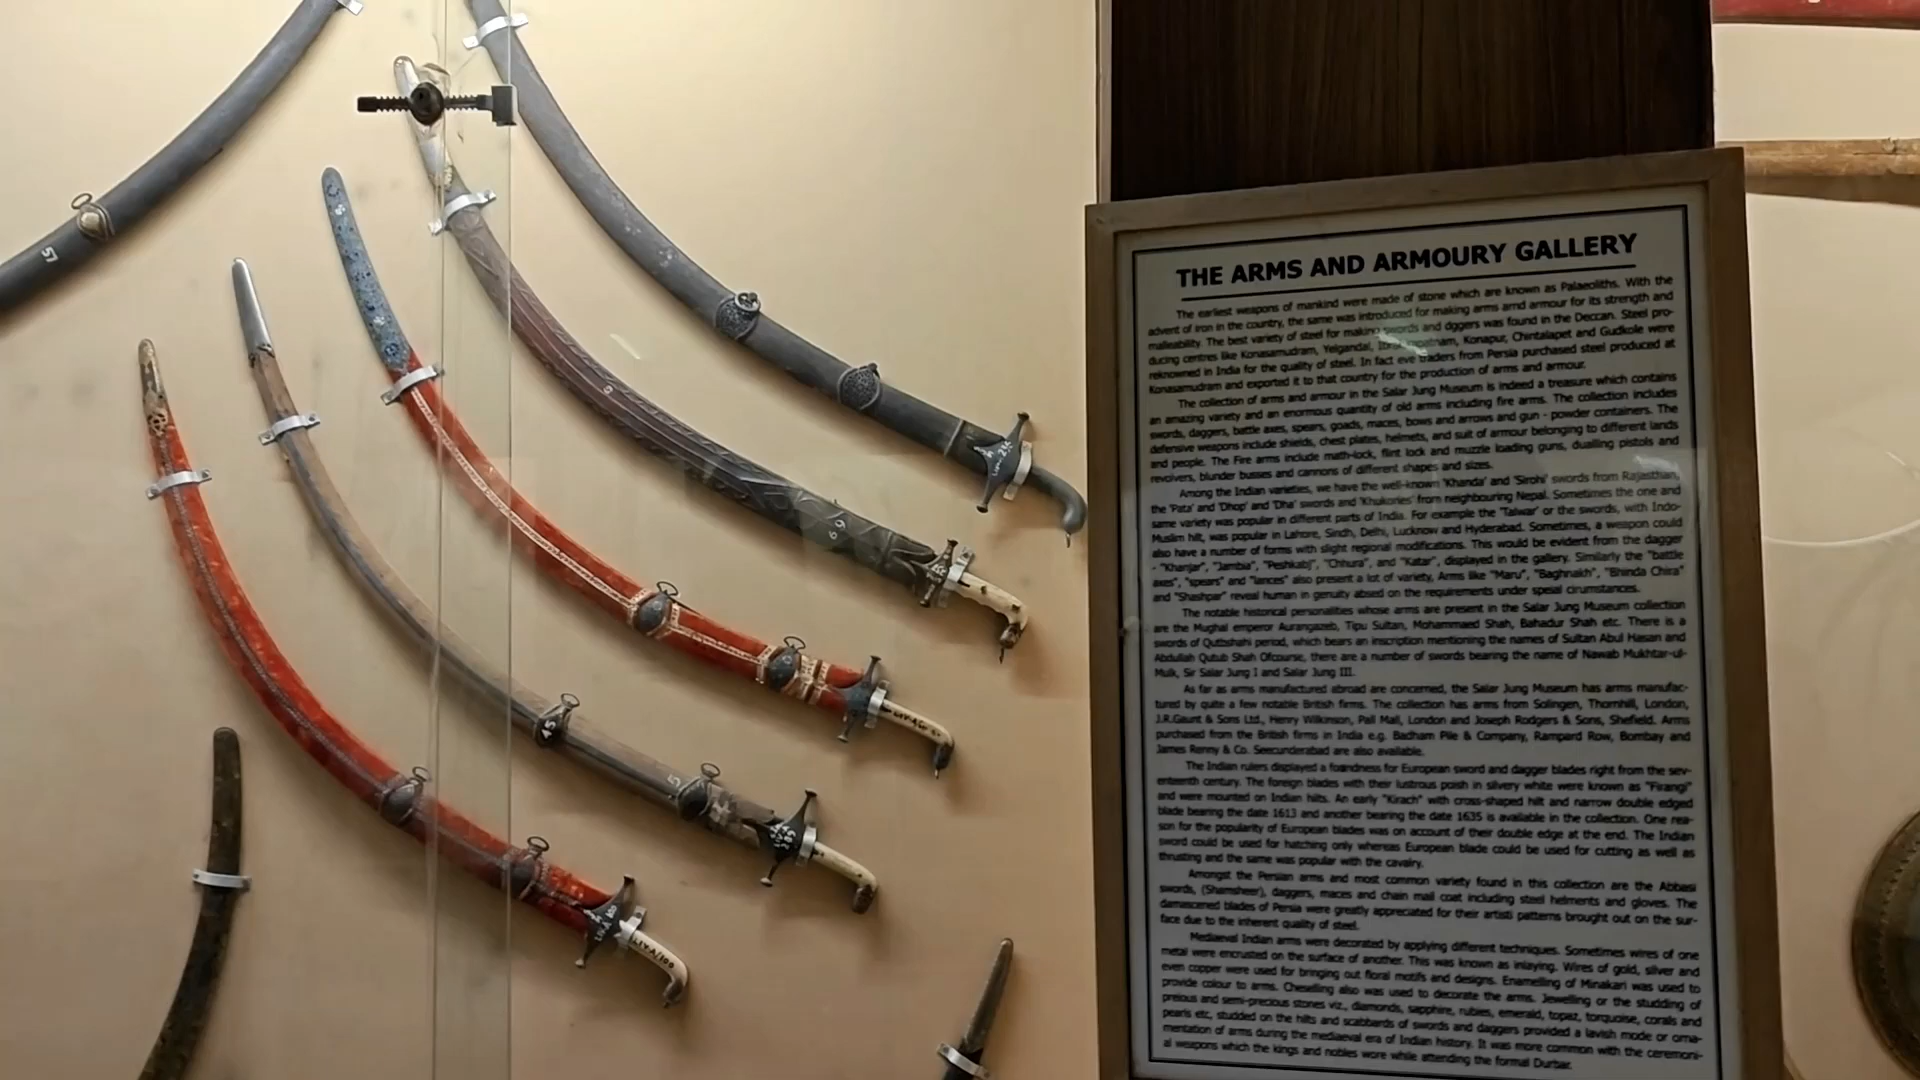 THE ARMS AND ARMOURY GALLERY
The earliest weapons of mankind were made of stone which are known as Palaeoliths. With the
advent of iron in the country, the same was introduced for making arms arnd armour for its strength and
malleability. The best variety of steel for making swords and dggers was found in the Deccan. Steel pro-
ducing centres like Konasamudram, Yelgandal, Konapur, Chintalapet and Gudkole were
reknowned in India for the quality of steel. In fact eve traders from Persia purchased steel produced at
Konasamudram and exported it to that country for the production of arms and armour.
The collection of arms and armour in the Salar Jung Museum is indeed a treasure which contains
an amazing variety and an enormous quantity of old arms including fire arms. The collection includes
swords, daggers, battle axes, spears, goads, maces, bows and arrows and gun - powder containers. The
defensive weapons include shields, chest plates, helmets, and suit of armour belonging to different lands
and people. The Fire arms include math-lock, flint lock and muzzle loading guns, dualling pistols and
revolvers, blunder busses and cannons of different shapes and sizes.
Among the Indian varieties, we have the well-known 'Khanda' and 'Sirohi' swords from Rajasthan,
the 'Pata' and 'Dhop' and 'Dha' swords and 'Khukories' from neighbouring Nepal. Sometimes the one and
same variety was popular in different parts of India. For example the 'Talwar' or the swords, with Indo-
Muslim hilt, was popular in Lahore, Sindh, Delhi, Lucknow and Hyderabad. Sometimes, a weapon could
also have a number of forms with slight regional modifications. This would be evident from the dagger
- "Khanjar", "Jambia", "Peshkabj", "Chhura", and "Katar", displayed in the gallery. Similarly the "battle
axes", "spears" and "lances" also present a lot of variety, Arms like "Maru", "Baghnakh", "Bhinda Chira"
and "Shashpar" reveal human in genuity absed on the requirements under spesial cirumstances.
The notable historical personalities whose arms are present in the Salar Jung Museum collection
are the Mughal emperor Aurangazeb, Tipu Sultan, Mohammaed Shah, Bahadur Shah etc. There is a
swords of Qutbshahi period, which bears an inscription mentioning the names of Sultan Abul Hasan and
Abdullah Qutub Shah Ofcourse, there are a number of swords bearing the name of Nawab Mukhtar-ul-
Mulk, Sir Salar Jung I and Salar Jung III.
As far as arms manufactured abroad are concerned, the Salar Jung Museum has arms manufac-
tured by quite a few notable British firms. The collection has arms from Solingen, Thornhill, London,
J.R.Gaunt & Sons Ltd., Henry Wilkinson, Pall Mall, London and Joseph Rodgers & Sons, Shefield. Arms
purchased from the British firms in India e.g. Badham Pile & Company, Rampard Row, Bombay and
James Renny & Co. Seecunderabad are also available.
The Indian rulers displayed a foandness for European sword and dagger blades right from the sev-
enteenth century. The foreign blades with their lustrous poish in silvery white were known as "Firangi"
and were mounted on Indian hilts. An early "Kirach" with cross-shaped hilt and narrow double edged
blade bearing the date 1613 and another bearing the date 1635 is available in the collection. One rea-
son for the popularity of European blades was on account of their double edge at the end. The Indian
sword could be used for hatching only whereas European blade could be used for cutting as well as
thrusting and the same was popular with the cavalry.
Amongst the Persian arms and most common variety found in this collection are the Abbasi
swords, (Shamsheer), daggers, maces and chain mail coat including steel helments and gloves. The
damascened blades of Persia were greatly appreciated for their artisti patterns brought out on the sur-
face due to the inherent quality of steel.
Mediaeval Indian arms were decorated by applying different techniques. Sometimes wires of one
metal were encrusted on the surface of another. This was known as inlaying. Wires of gold, silver and
even copper were used for bringing out floral motifs and designs. Enamelling of Minakari was used to
provide colour to arms. Cheselling also was used to decorate the arms. Jewelling or the studding of
preious and semi-precious stones viz., diamonds, sapphire, rubies, emerald, topaz, torquoise, corals and
pearls etc, studded on the hilts and scabbards of swords and daggers provided a lavish mode or orna-
mentation of arms during the mediaeval era of Indian history. It was more common with the ceremoni-
al weapons which the kings and nobles wore while attending the formal Durbar.
57
69
45